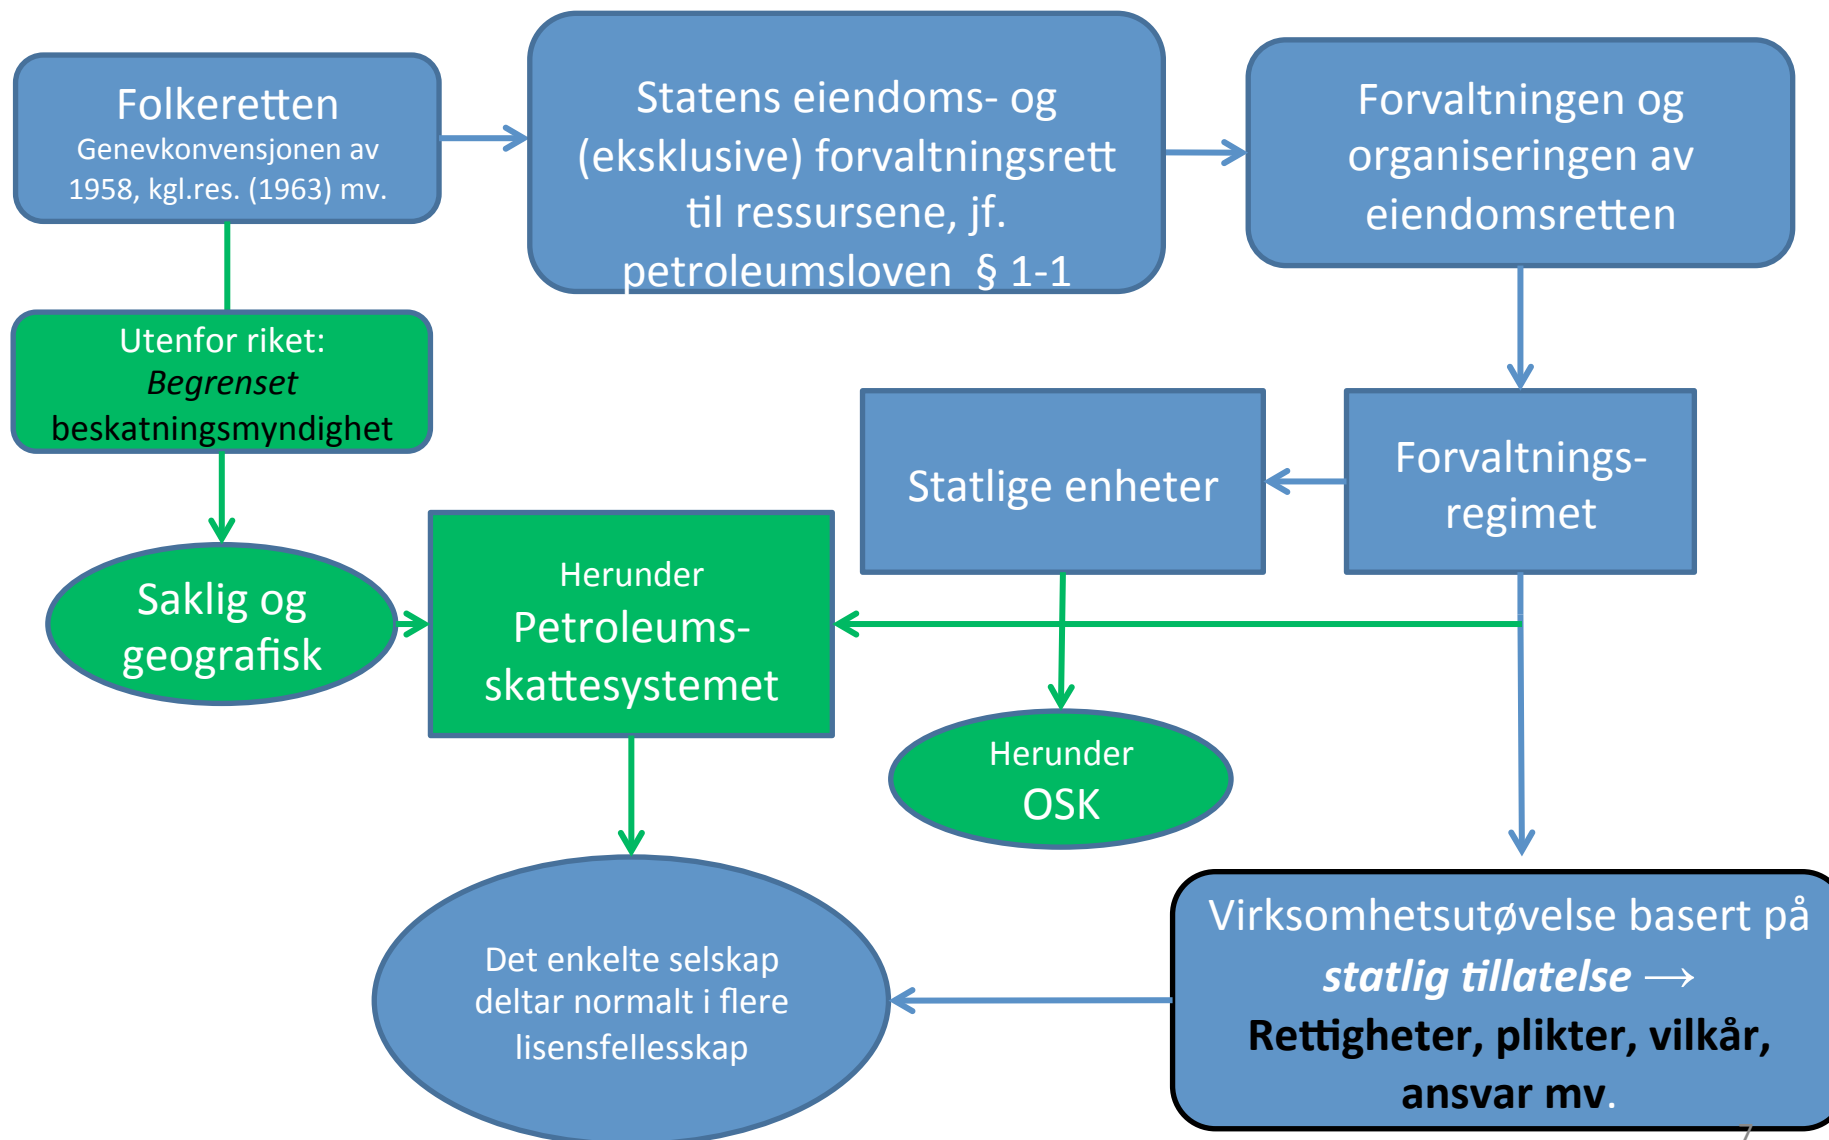 Folkeretten
Genevkonvensjonen av
1958, kgl.res. (1963) mv.
Statens eiendoms- og
(eksklusive) forvaltningsrett
til ressursene, jf.
petroleumsloven § 1-1
Forvaltningen og
organiseringen av
eiendomsretten
Utenfor riket:
Begrenset
beskatningsmyndighet
Statlige enheter
Forvaltnings-
regimet
Saklig og
geografisk
Herunder
Petroleums-
skattesystemet
Herunder
OSK
Det enkelte selskap
deltar normalt i flere
lisensfellesskap
Virksomhetsutøvelse basert på
statlig tillatelse →
Rettigheter, plikter, vilkår,
ansvar mv.
7